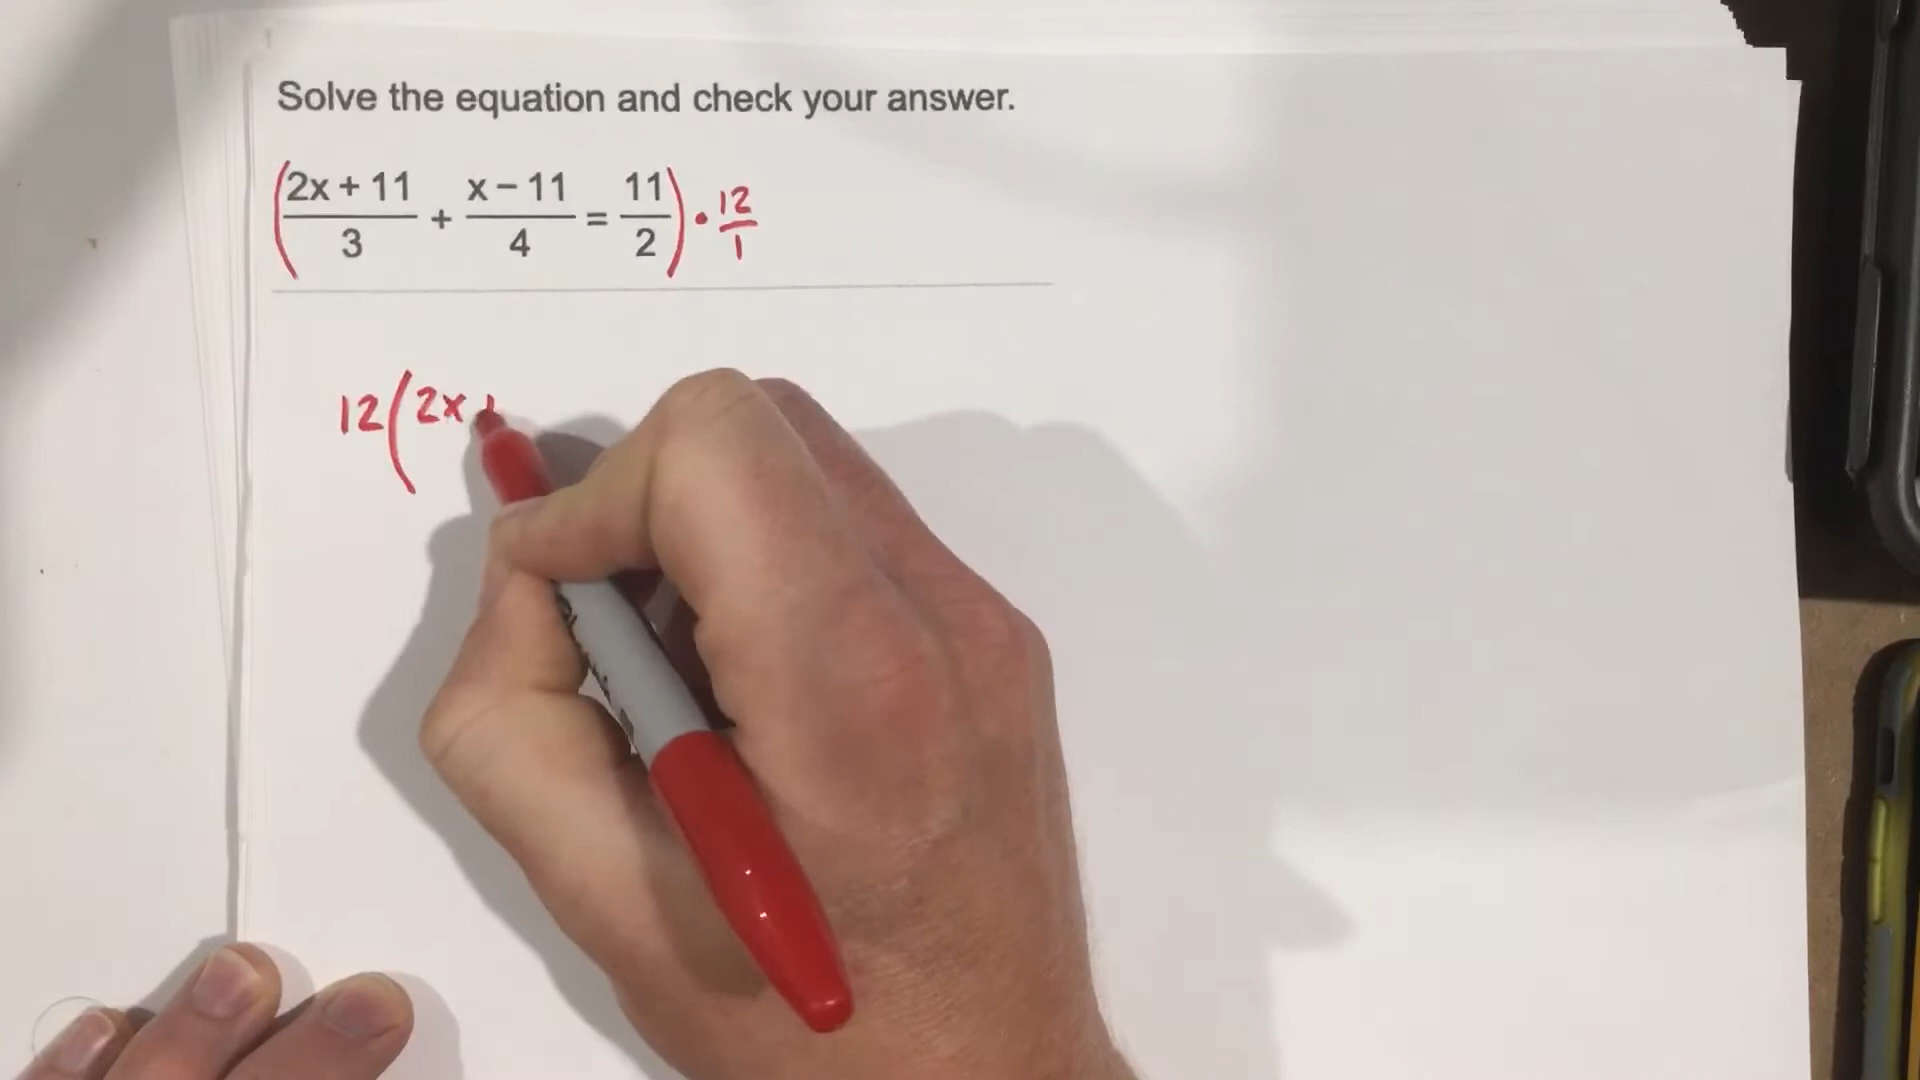 Solve the equation and check your answer.
(2x + 11/3 + x − 11/4 = 11/2) • 12/1
12(2x